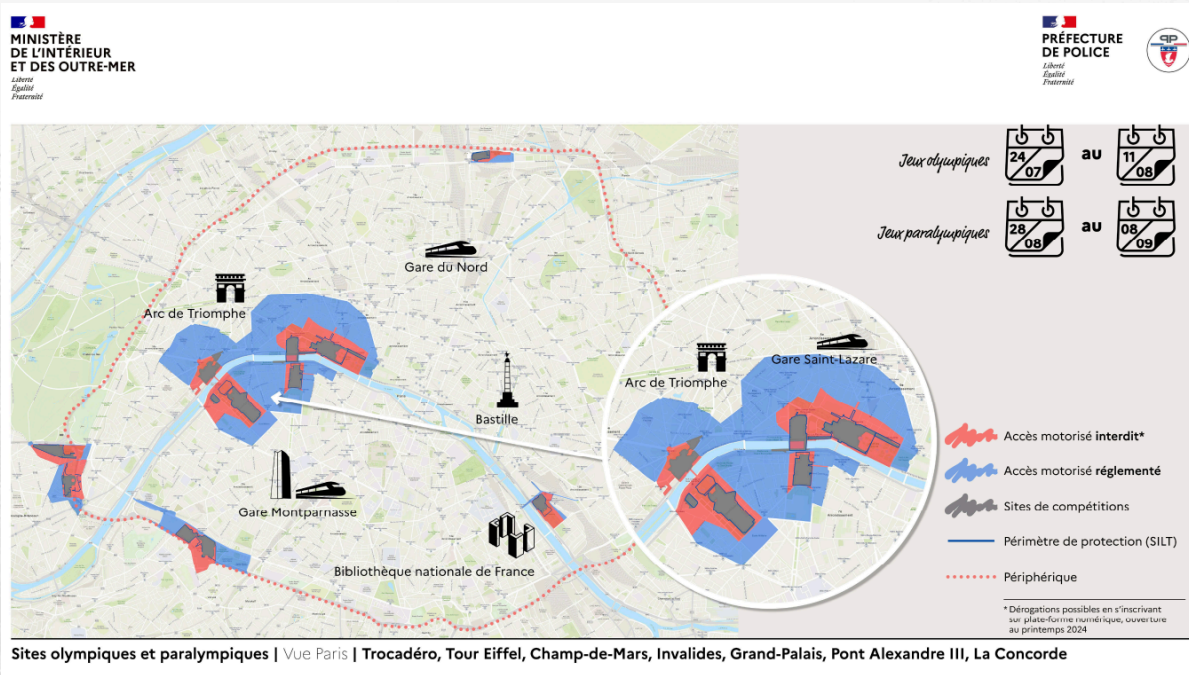 MINISTÈRE
DE L'INTÉRIEUR
ET DES OUTRE-MER
Liberté
Égalité
Fraternité
PRÉFECTURE
DE POLICE
Liberté
Égalité
Fraternité
Jeux olympiques
24
07
au
11
08
Jeux paralympiques
28
08
au
08
09
Gare du Nord
Arc de Triomphe
Bastille
Gare Montparnasse
Bibliothèque nationale de France
Gare Saint-Lazare
Arc de Triomphe
Accès motorisé interdit*
Accès motorisé réglementé
Sites de compétitions
Périmètre de protection (SILT)
Périphérique
* Dérogations possibles en s'inscrivant
sur plate-forme numérique, ouverture
au printemps 2024
Sites olympiques et paralympiques | Vue Paris | Trocadéro, Tour Eiffel, Champ-de-Mars, Invalides, Grand-Palais, Pont Alexandre III, La Concorde